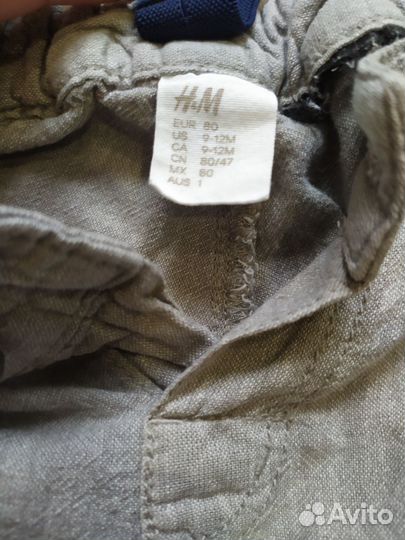 H&M
EUR 80
US 9-12M
CA 9-12M
CN 80/47
MX 80
AUS 1
Avito